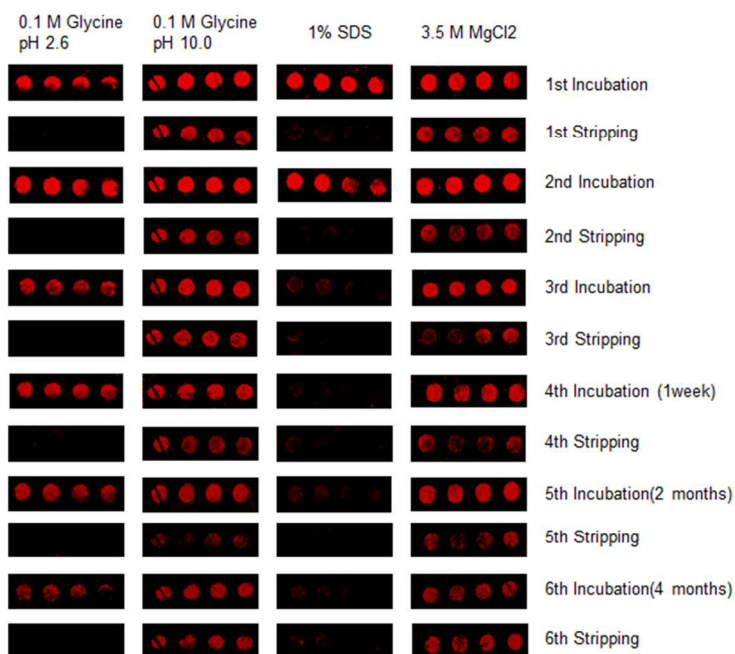 0.1 M Glycine
pH 2.6
0.1 M Glycine
pH 10.0
1% SDS
3.5 M MgCl2
1st Incubation
1st Stripping
2nd Incubation
2nd Stripping
3rd Incubation
3rd Stripping
4th Incubation (1week)
4th Stripping
5th Incubation(2 months)
5th Stripping
6th Incubation(4 months)
6th Stripping